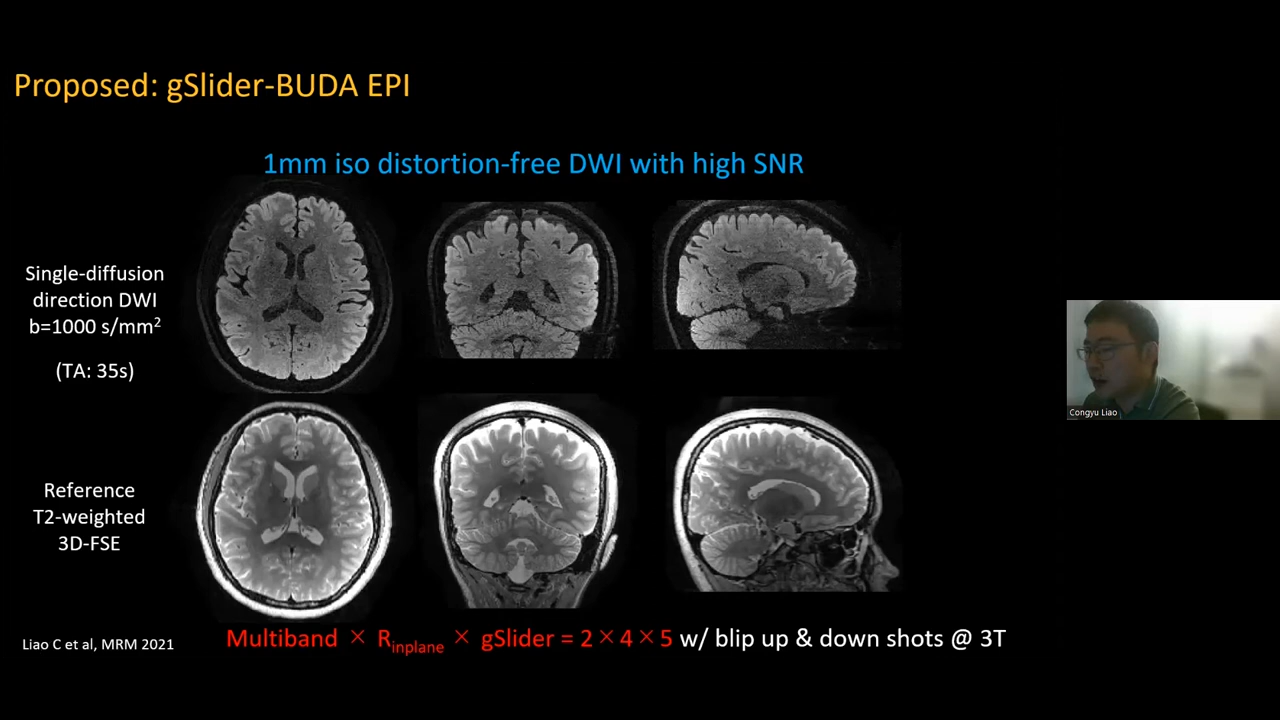 Proposed: gSlider-BUDA EPI
1mm iso distortion-free DWI with high SNR
Single-diffusion
direction DWI
b=1000 s/mm²
(TA: 35s)
Reference
T2-weighted
3D-FSE
Liao C et al, MRM 2021
Multiband × Rinplane × gSlider = 2×4×5 w/ blip up & down shots @ 3T
Congyu Liao